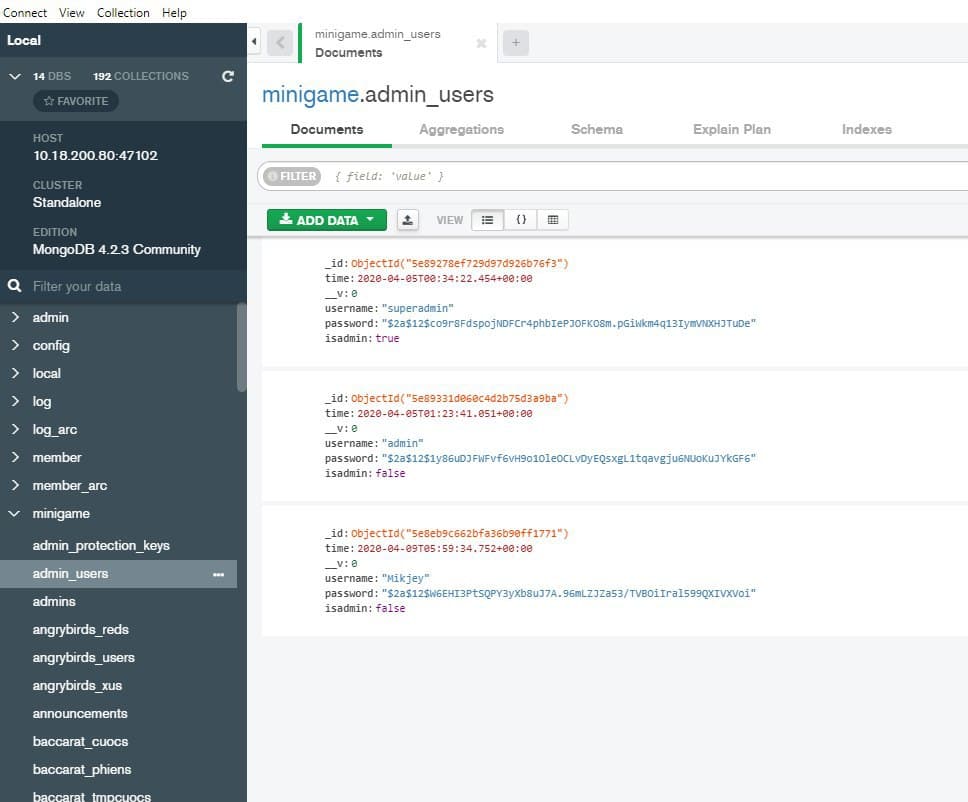 Connect View Collection Help
Local
14 DBS 192 COLLECTIONS
FAVORITE
HOST
10.18.200.80:47102
CLUSTER
Standalone
EDITION
MongoDB 4.2.3 Community
Filter your data
admin
config
local
log
log_arc
member
member_arc
minigame
admin_protection_keys
admin_users
admins
angrybirds_reds
angrybirds_users
angrybirds_xus
announcements
baccarat_cuocs
baccarat_phiens
baccarat_tmpcuocs
minigame.admin_users
Documents
minigame.admin_users
Documents Aggregations Schema Explain Plan Indexes
FILTER { field: 'value' }
ADD DATA VIEW
_id: ObjectId("5e89278ef729d97d926b76f3")
time: 2020-04-05T00:34:22.454+00:00
__v: 0
username: "superadmin"
password: "$2a$12$co9r8FdspojNDFCr4phbIePJOFKO8m.pGiWkm4q13IymVNXHJTuDe"
isadmin: true
_id: ObjectId("5e89331d060c4d2b75d3a9ba")
time: 2020-04-05T01:23:41.051+00:00
__v: 0
username: "admin"
password: "$2a$12$1y86uDJFWFvf6vH9o1OleOCLvDyEQsxgL1tqavgju6NUoKuJYkGF6"
isadmin: false
_id: ObjectId("5e8eb9c662bfa36b90ff1771")
time: 2020-04-09T05:59:34.752+00:00
__v: 0
username: "Mikjey"
password: "$2a$12$W6EHI3PtSQPY3yXb8uJ7A.96mLZJZa53/TVBOiIral599QXIVXVoi"
isadmin: false